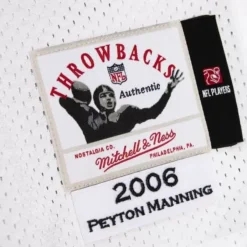 THROWBACKS
NFL
Authentic
NFL PLAYERS
NOSTALGIA CO.
PHILADELPHIA, PA.
Mitchell & Ness
2006
PEYTON MANNING